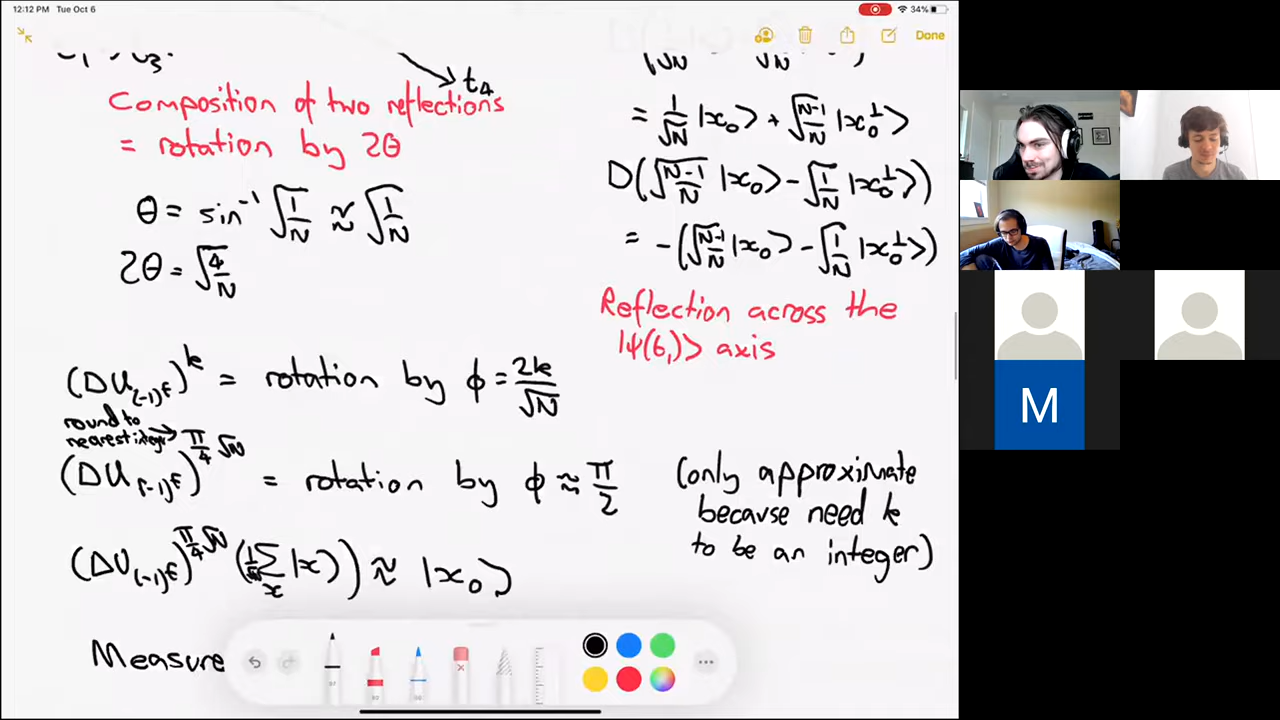 12:12 PM Tue Oct 6
34%
Done
t₄
Composition of two reflections
= rotation by 2θ
θ = sin⁻¹ √(1/N) ≈ √(1/N)
2θ = √(4/N)
(DU₍₋₁₎f)ᵏ = rotation by ϕ = 2k/√N
round to
nearest integer → π/4 √N
(DU₍₋₁₎f) = rotation by ϕ ≈ π/2
(DU₍₋₁₎f)^(π/4 √N) (1/√N Σₓ |x⟩) ≈ |x₀⟩
Measure
= 1/√N |x₀⟩ + √((N-1)/N) |x₀^⊥⟩
D(√((N-1)/N) |x₀⟩ - √(1/N) |x₀^⊥⟩)
= -(√((N-1)/N) |x₀⟩ - √(1/N) |x₀^⊥⟩)
Reflection across the
|ψ(t₁)⟩ axis
(only approximate
because need k
to be an integer)
M